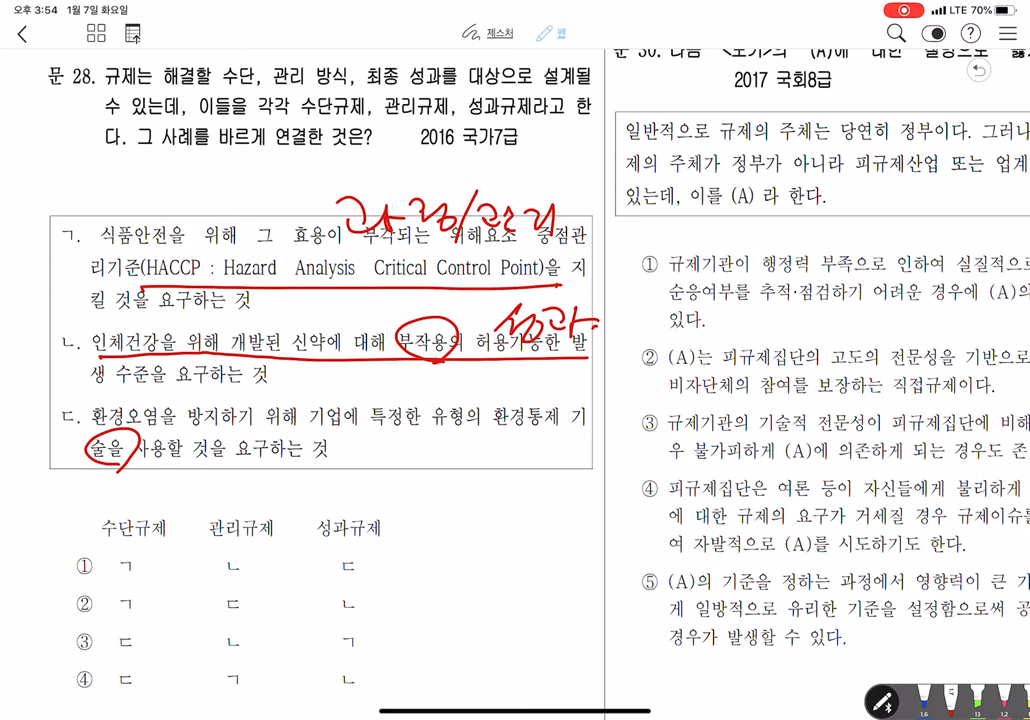 오후 3:54 1월 7일 화요일
LTE 70%
제스처 펜
문 28. 규제는 해결할 수단, 관리 방식, 최종 성과를 대상으로 설계될
수 있는데, 이들을 각각 수단규제, 관리규제, 성과규제라고 한
다. 그 사례를 바르게 연결한 것은? 2016 국가7급
과정/관리
ㄱ. 식품안전을 위해 그 효용이 부각되는 위해요소 중점관
리기준(HACCP : Hazard Analysis Critical Control Point)을 지
킬 것을 요구하는 것
성과
ㄴ. 인체건강을 위해 개발된 신약에 대해 부작용의 허용가능한 발
생 수준을 요구하는 것
ㄷ. 환경오염을 방지하기 위해 기업에 특정한 유형의 환경통제 기
술을 사용할 것을 요구하는 것
수단규제 관리규제 성과규제
① ㄱ ㄴ ㄷ
② ㄱ ㄷ ㄴ
③ ㄷ ㄴ ㄱ
④ ㄷ ㄱ ㄴ
문 30. 다음 <보기>의 (A)에 대한 설명으로
2017 국회8급
일반적으로 규제의 주체는 당연히 정부이다. 그러나
제의 주체가 정부가 아니라 피규제산업 또는 업계
있는데, 이를 (A) 라 한다.
① 규제기관이 행정력 부족으로 인하여 실질적으로
순응여부를 추적·점검하기 어려운 경우에 (A)의
있다.
② (A)는 피규제집단의 고도의 전문성을 기반으로
비자단체의 참여를 보장하는 직접규제이다.
③ 규제기관의 기술적 전문성이 피규제집단에 비해
우 불가피하게 (A)에 의존하게 되는 경우도 존
④ 피규제집단은 여론 등이 자신들에게 불리하게
에 대한 규제의 요구가 거세질 경우 규제이슈를
여 자발적으로 (A)를 시도하기도 한다.
⑤ (A)의 기준을 정하는 과정에서 영향력이 큰 기
게 일방적으로 유리한 기준을 설정함으로써 공
경우가 발생할 수 있다.
1.6 13 1.2